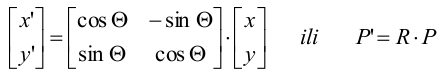 [x' y'] = [cos Θ −sin Θ sin Θ cos Θ] · [x y] ili P' = R · P